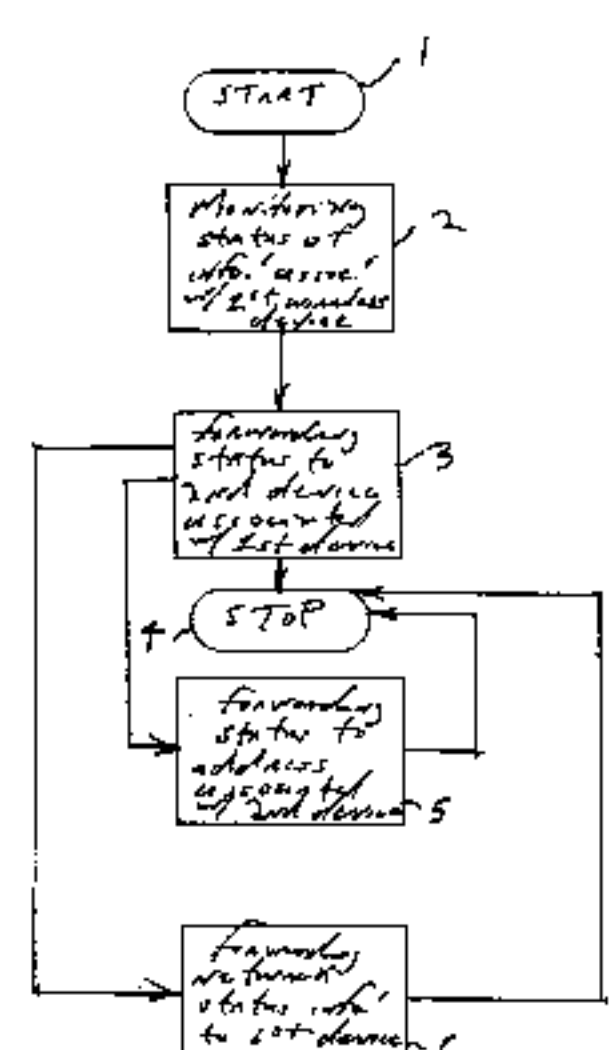 1
START
2
Monitoring
status of
info.' assoc.'
w/ 1st wireless
device
3
Forwarding
status to
2nd device
associated
w/ 1st device
4
STOP
Forwarding
status to
address
associated
w/ 2nd device
5
Forwarding
network
status info'
to 1st device